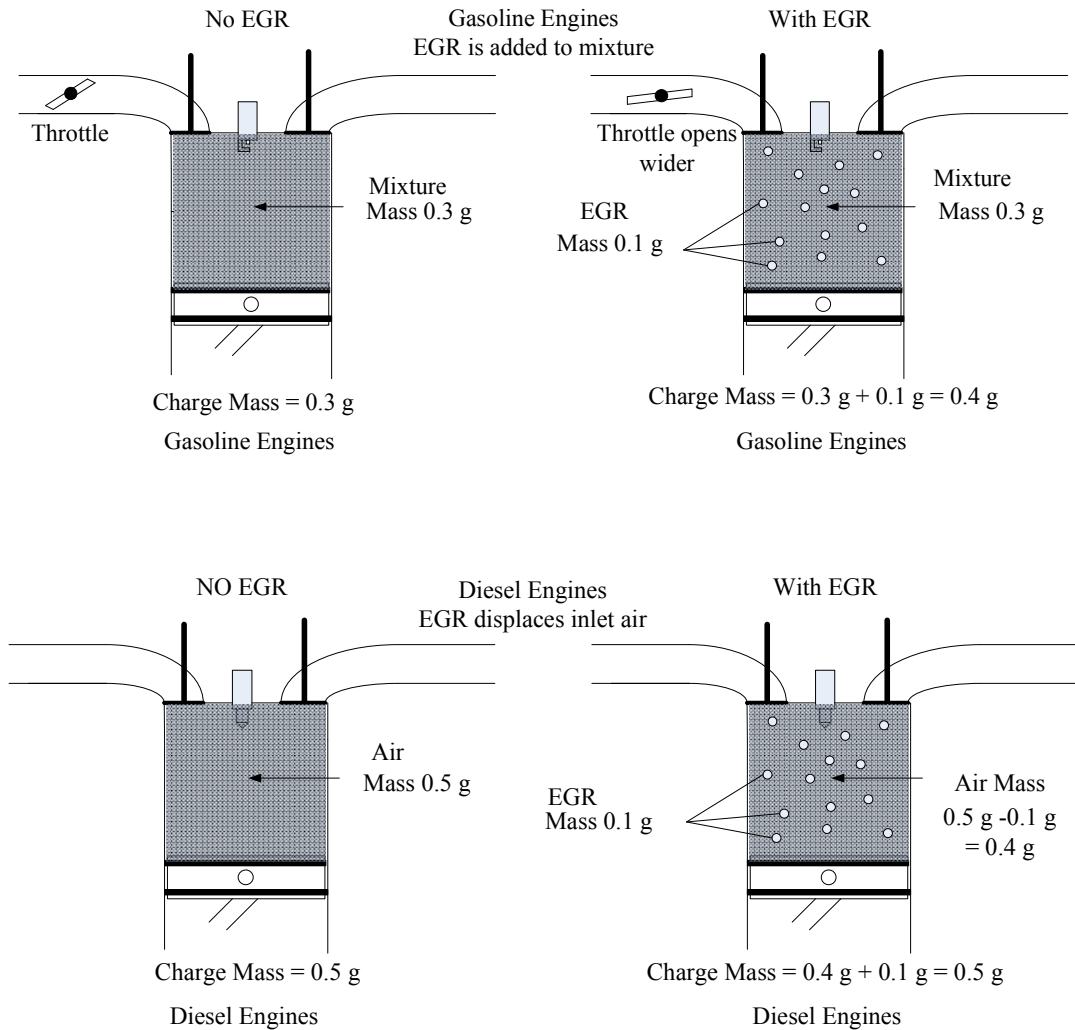 No EGR
Gasoline Engines
EGR is added to mixture
With EGR
Throttle
Mixture
Mass 0.3 g
Throttle opens
wider
EGR
Mass 0.1 g
Mixture
Mass 0.3 g
Charge Mass = 0.3 g
Gasoline Engines
Charge Mass = 0.3 g + 0.1 g = 0.4 g
Gasoline Engines
NO EGR
Diesel Engines
EGR displaces inlet air
With EGR
Air
Mass 0.5 g
EGR
Mass 0.1 g
Air Mass
0.5 g -0.1 g
= 0.4 g
Charge Mass = 0.5 g
Diesel Engines
Charge Mass = 0.4 g + 0.1 g = 0.5 g
Diesel Engines